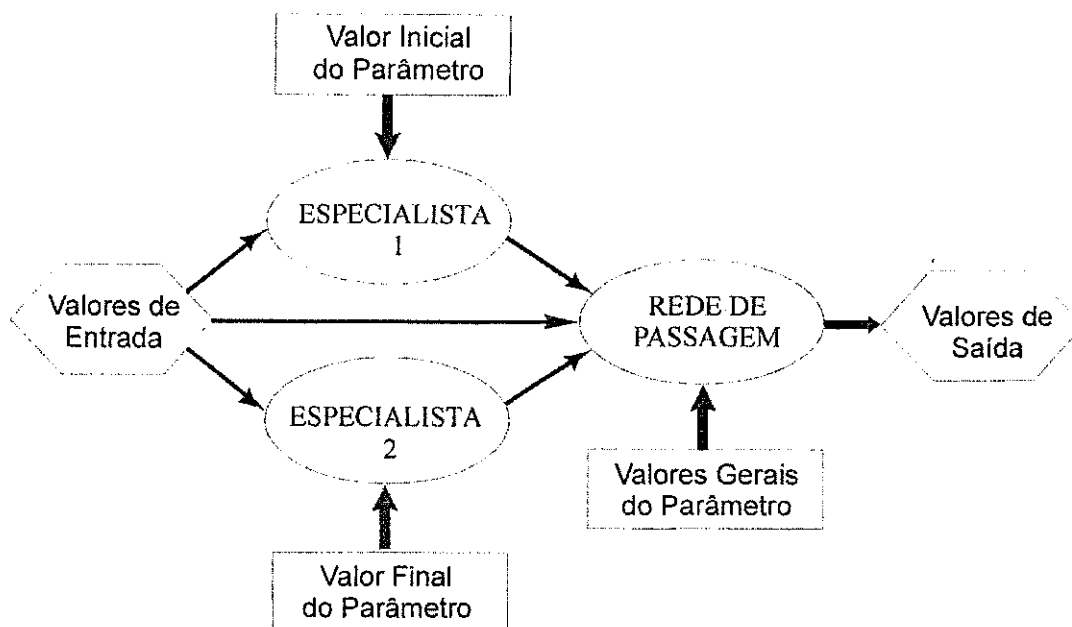 Valor Inicial
do Parâmetro
ESPECIALISTA
1
Valores de
Entrada
REDE DE
PASSAGEM
Valores de
Saída
ESPECIALISTA
2
Valores Gerais
do Parâmetro
Valor Final
do Parâmetro